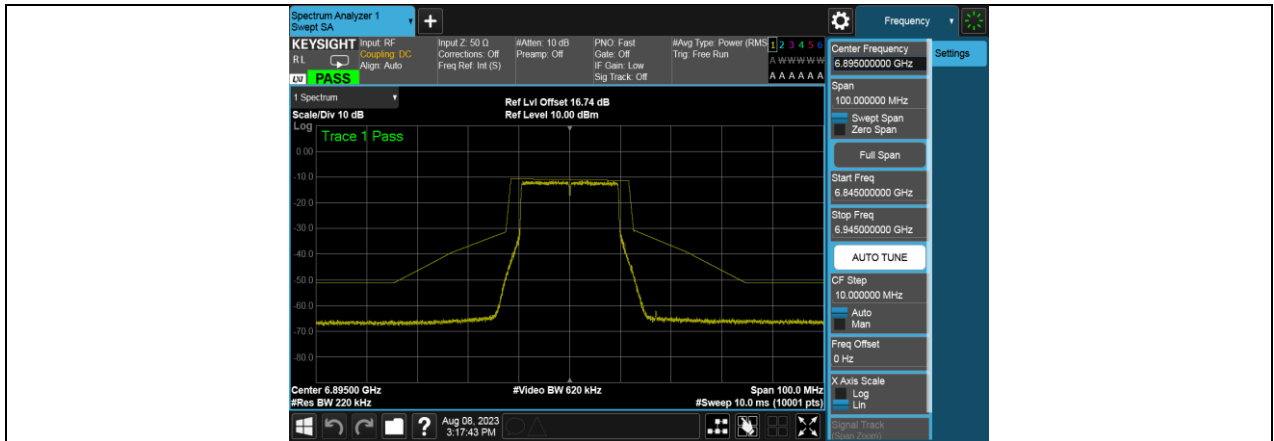 Spectrum Analyzer 1
Swept SA
+
Frequency
KEYSIGHT
RL
LXI PASS
Input: RF
Coupling: DC
Align: Auto
Input Z: 50 Ω
Corrections: Off
Freq Ref: Int (S)
#Atten: 10 dB
Preamp: Off
PNO: Fast
Gate: Off
IF Gain: Low
Sig Track: Off
#Avg Type: Power (RMS
Trig: Free Run
1 2 3 4 5 6
A W W W W W
A A A A A A
1 Spectrum
Scale/Div 10 dB
Ref Lvl Offset 16.74 dB
Ref Level 10.00 dBm
Log
Trace 1 Pass
0.00
-10.0
-20.0
-30.0
-40.0
-50.0
-60.0
-70.0
-80.0
Center 6.89500 GHz
#Res BW 220 kHz
#Video BW 620 kHz
Span 100.0 MHz
#Sweep 10.0 ms (10001 pts)
? Aug 08, 2023
3:17:43 PM
Center Frequency
6.895000000 GHz
Settings
Span
100.000000 MHz
Swept Span
Zero Span
Full Span
Start Freq
6.845000000 GHz
Stop Freq
6.945000000 GHz
AUTO TUNE
CF Step
10.000000 MHz
Auto
Man
Freq Offset
0 Hz
X Axis Scale
Log
Lin
Signal Track
(Span Zoom)